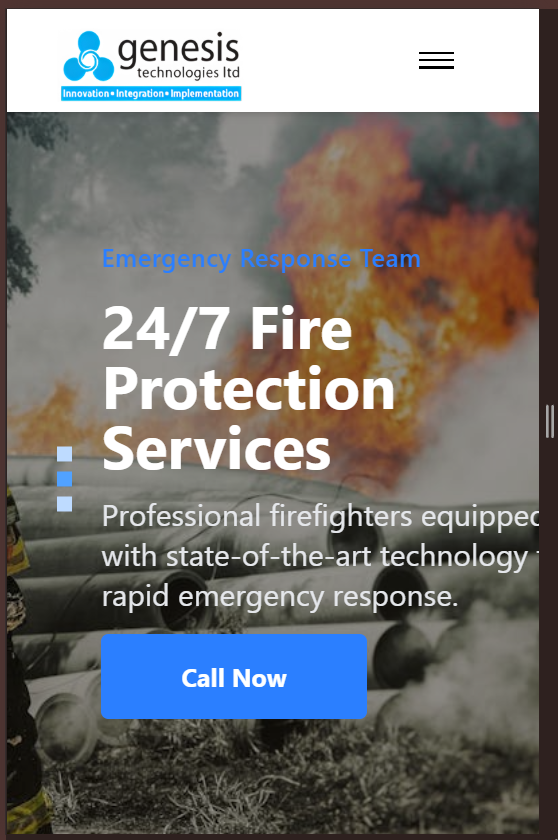 genesis
technologies ltd
Innovation • Integration • Implementation
Emergency Response Team
24/7 Fire
Protection
Services
Professional firefighters equipped
with state-of-the-art technology
rapid emergency response.
Call Now